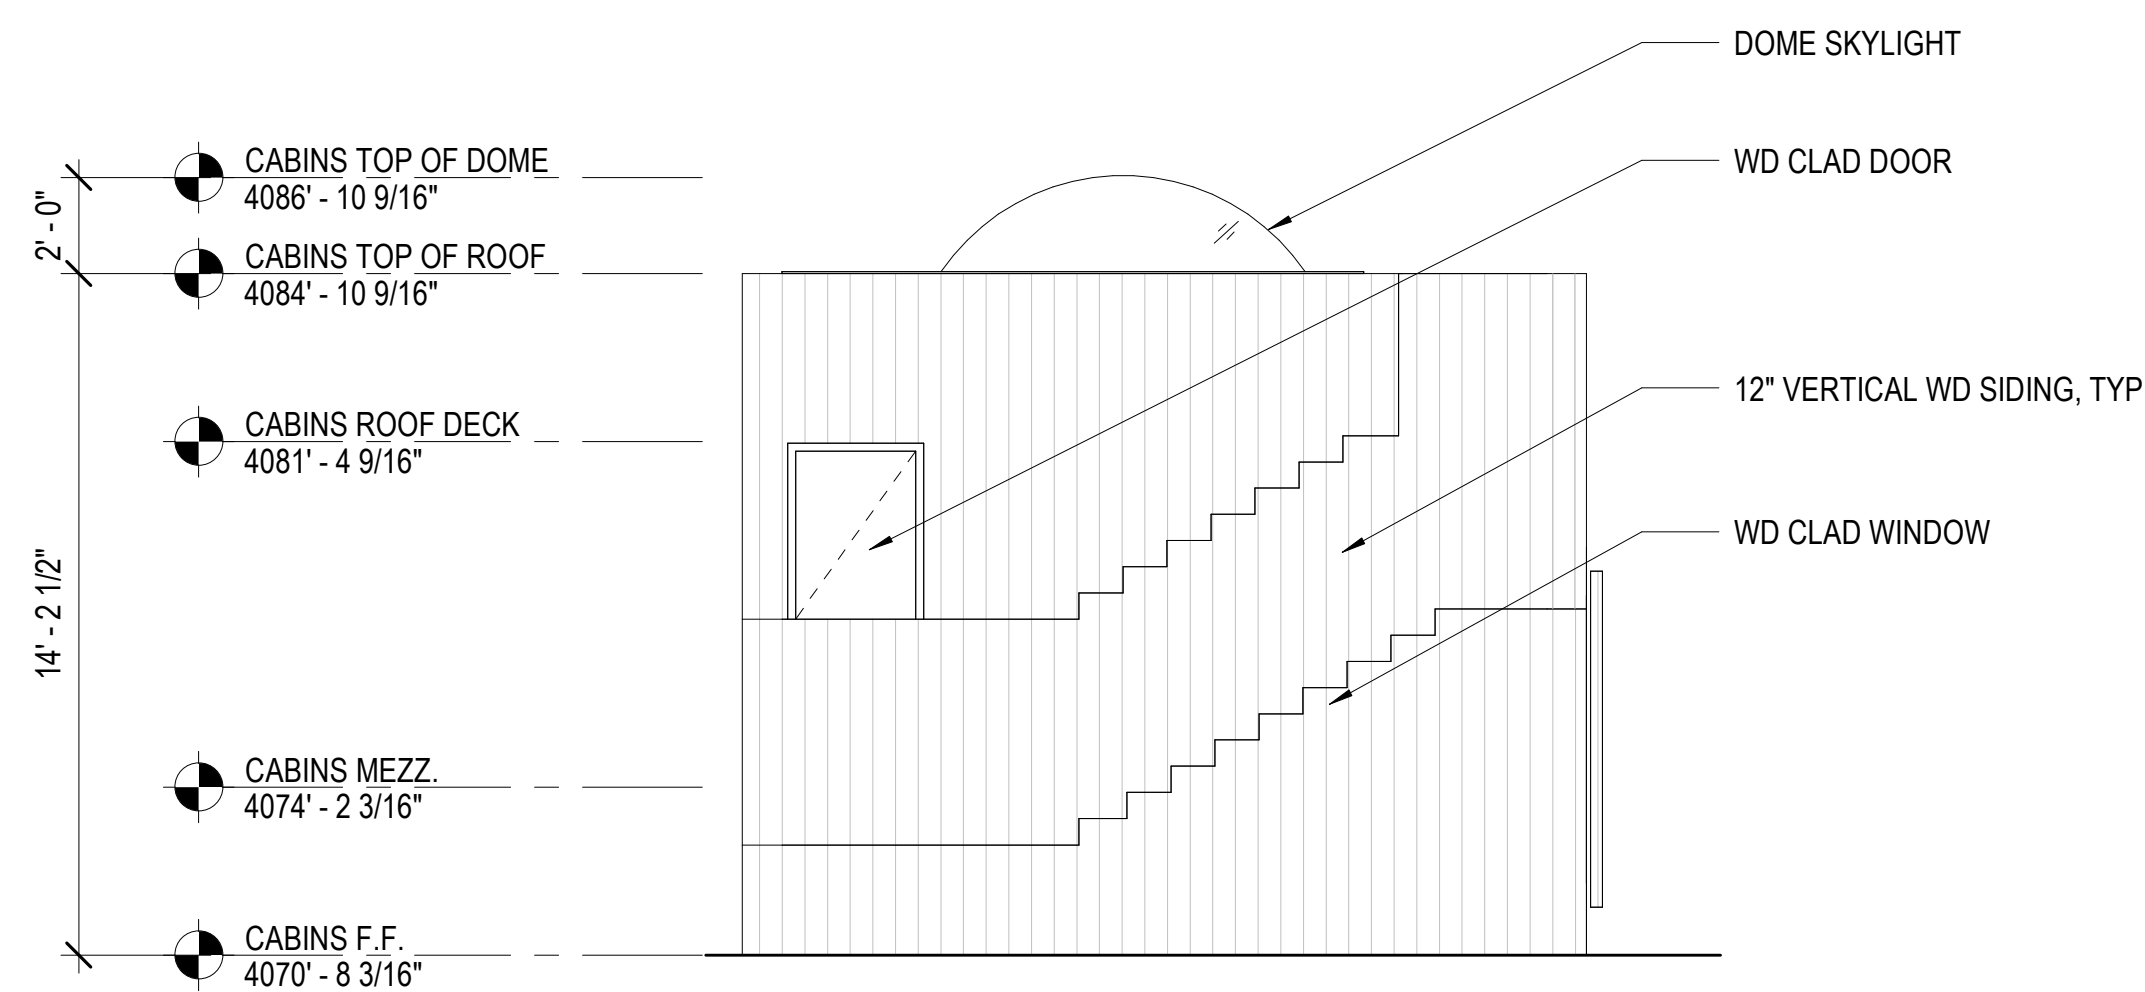 DOME SKYLIGHT
CABINS TOP OF DOME
4086' - 10 9/16"
WD CLAD DOOR
2' - 0"
CABINS TOP OF ROOF
4084' - 10 9/16"
12" VERTICAL WD SIDING, TYP
CABINS ROOF DECK
4081' - 4 9/16"
WD CLAD WINDOW
14' - 2 1/2"
CABINS MEZZ.
4074' - 2 3/16"
CABINS F.F.
4070' - 8 3/16"